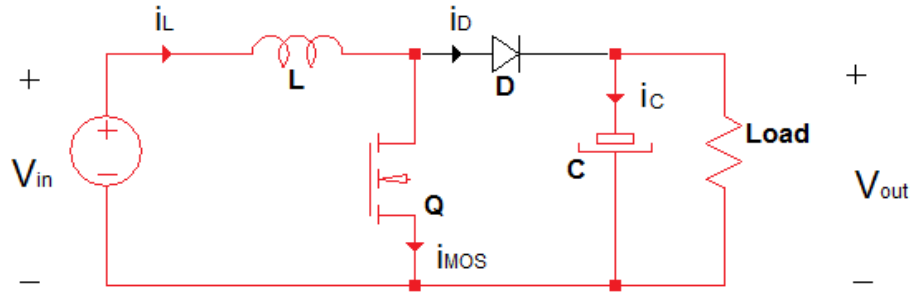 iL
iD
+
L
D
+
+
iC
Load
Vin
C
Vout
−
Q
−
iMOS
−